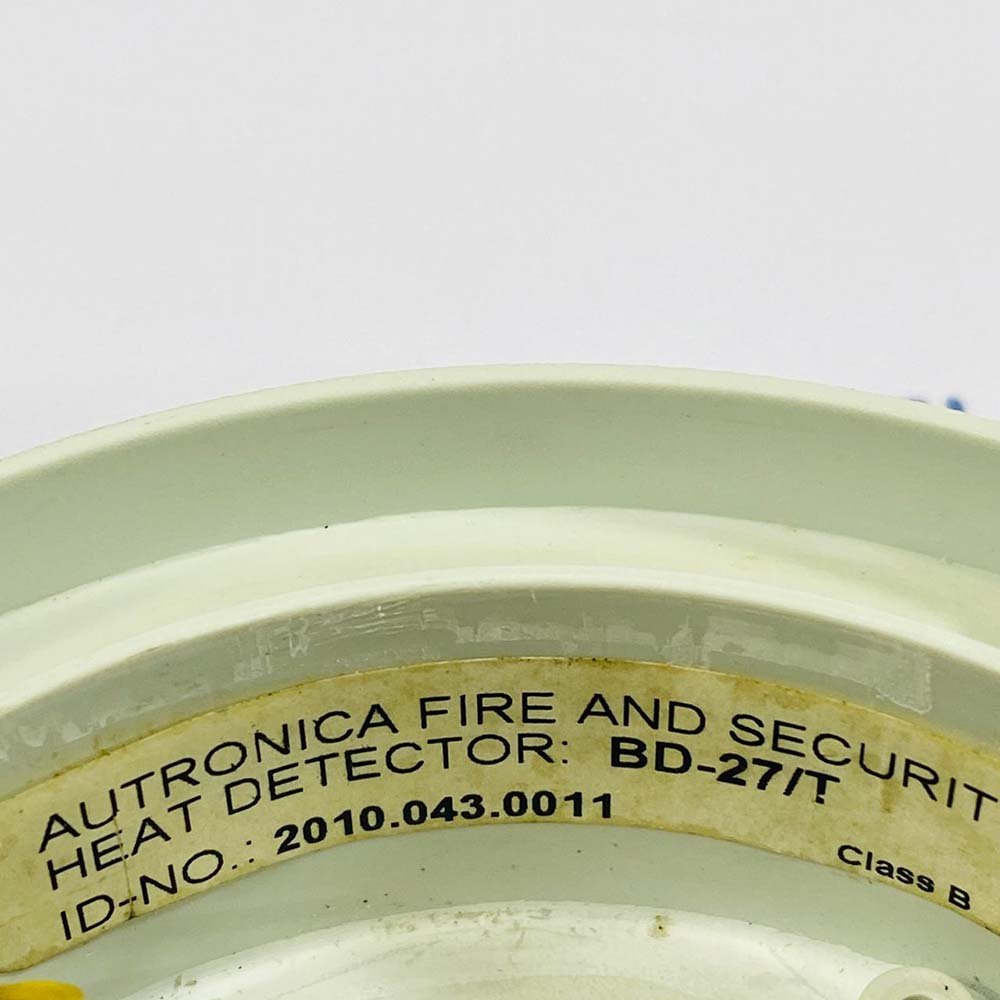 AUTRONICA FIRE AND SECURIT
HEAT DETECTOR: BD-27/T
ID-NO.: 2010.043.0011
Class B